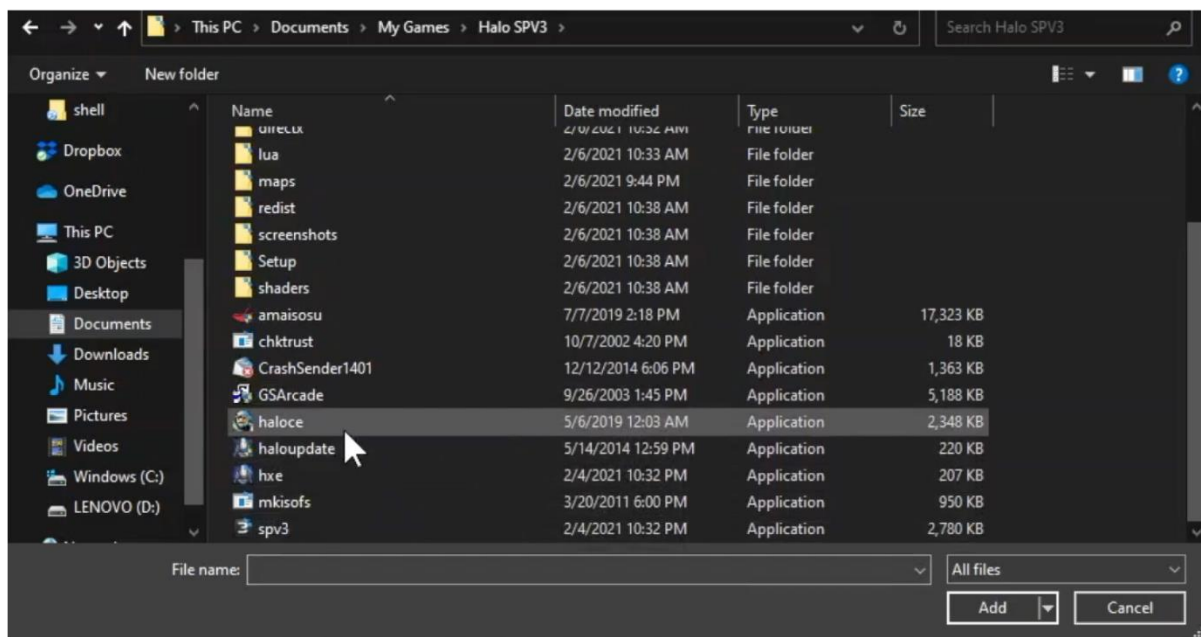 This PC > Documents > My Games > Halo SPV3 >
Search Halo SPV3
Organize New folder
Name Date modified Type Size
directx 2/6/2021 10:32 AM File folder
lua 2/6/2021 10:33 AM File folder
maps 2/6/2021 9:44 PM File folder
redist 2/6/2021 10:38 AM File folder
screenshots 2/6/2021 10:38 AM File folder
Setup 2/6/2021 10:38 AM File folder
shaders 2/6/2021 10:38 AM File folder
amaisosu 7/7/2019 2:18 PM Application 17,323 KB
chktrust 10/7/2002 4:20 PM Application 18 KB
CrashSender1401 12/12/2014 6:06 PM Application 1,363 KB
GSArcade 9/26/2003 1:45 PM Application 5,188 KB
haloce 5/6/2019 12:03 AM Application 2,348 KB
haloupdate 5/14/2014 12:59 PM Application 220 KB
hxe 2/4/2021 10:32 PM Application 207 KB
mkisofs 3/20/2011 6:00 PM Application 950 KB
spv3 2/4/2021 10:32 PM Application 2,780 KB
shell
Dropbox
OneDrive
This PC
3D Objects
Desktop
Documents
Downloads
Music
Pictures
Videos
Windows (C:)
LENOVO (D:)
File name:
All files
Add
Cancel